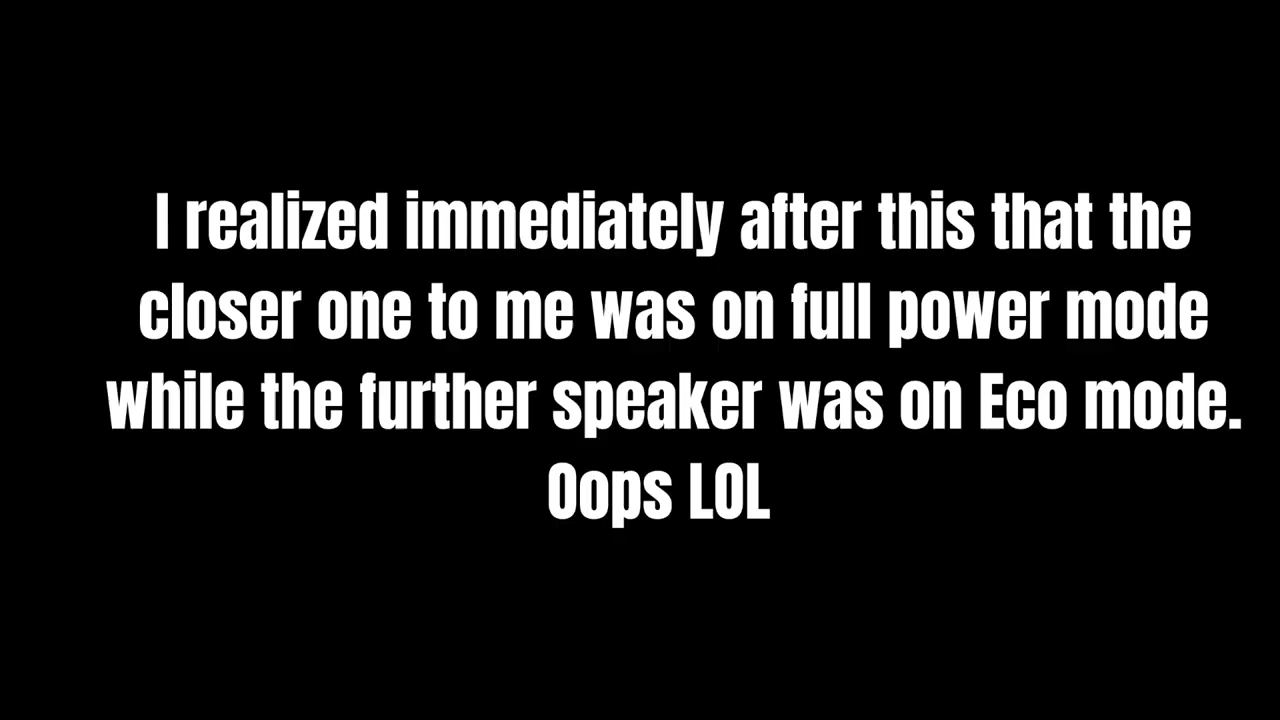 I realized immediately after this that the
closer one to me was on full power mode
while the further speaker was on Eco mode.
Oops LOL